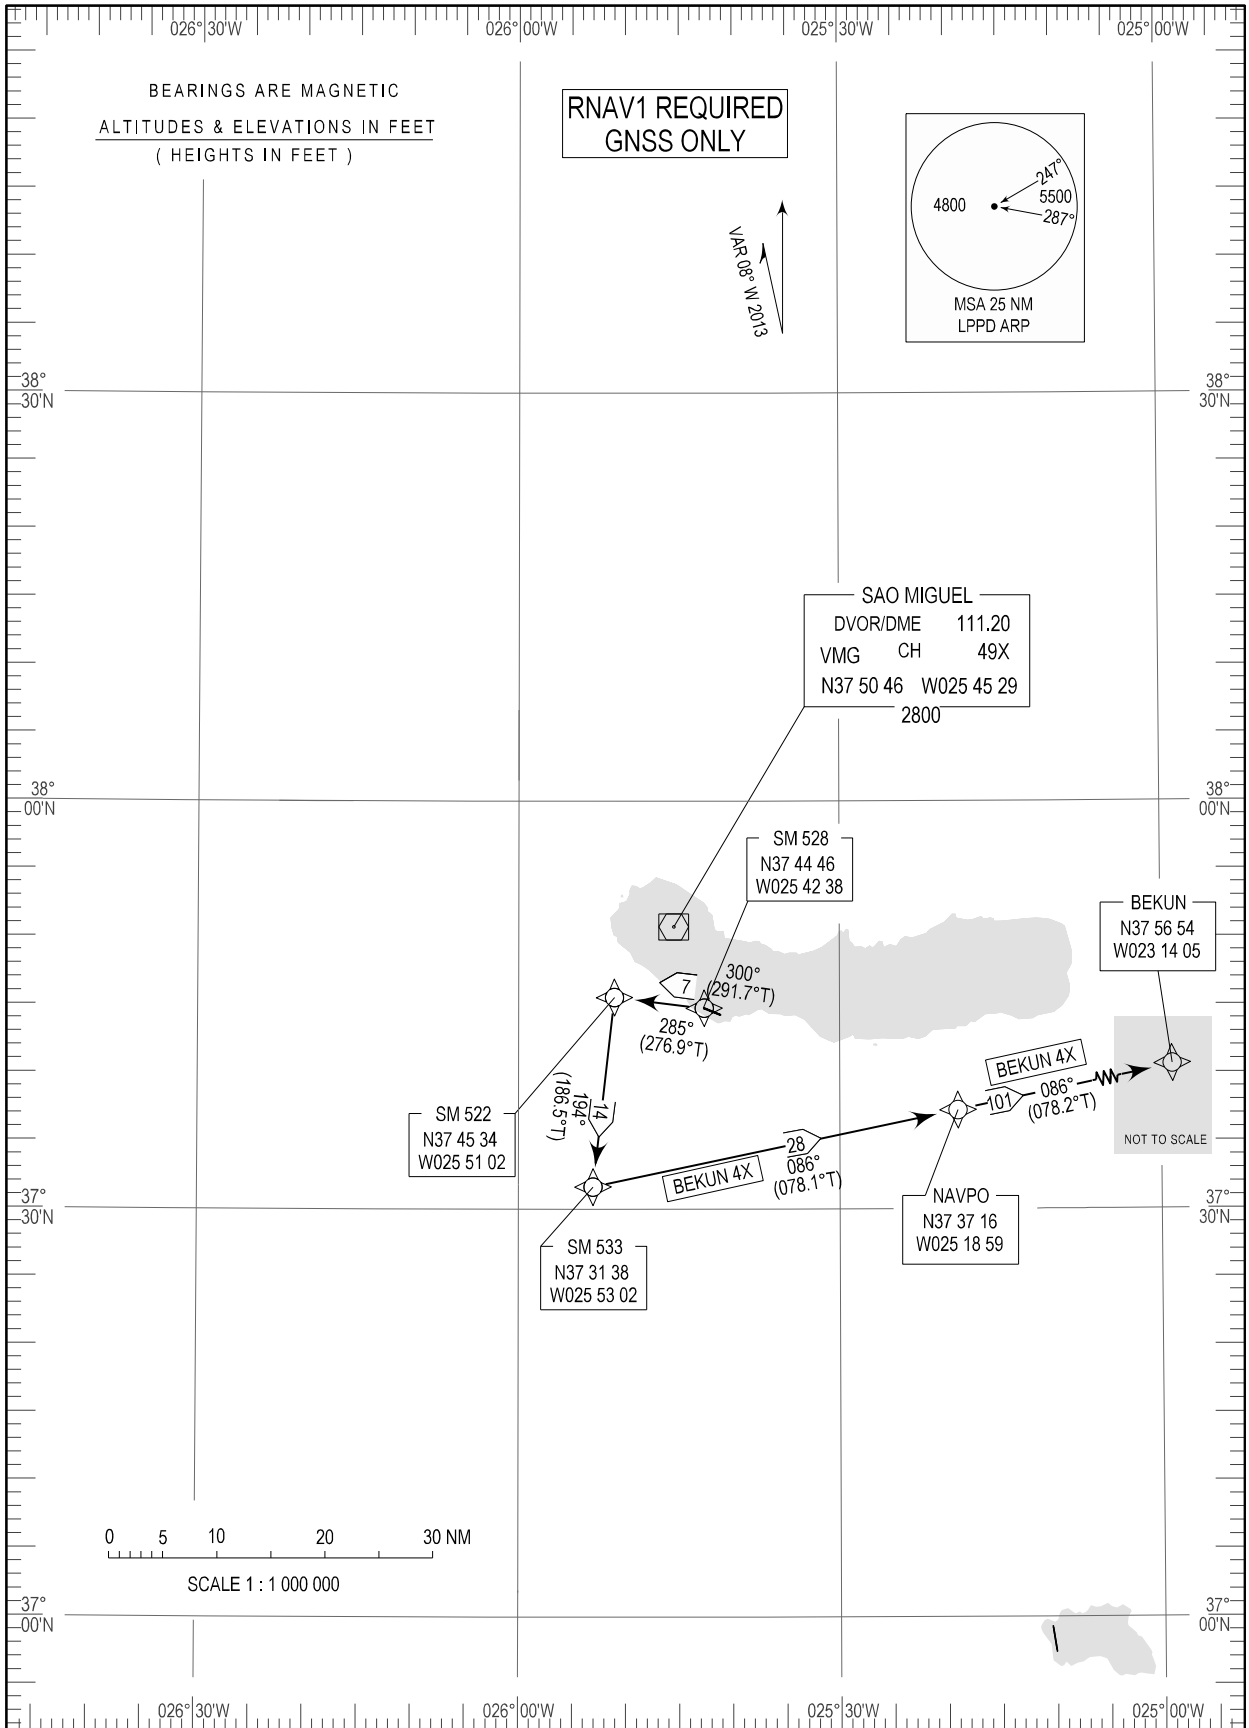 026°30'W
026°00'W
025°30'W
025°00'W
BEARINGS ARE MAGNETIC
ALTITUDES & ELEVATIONS IN FEET
( HEIGHTS IN FEET )
RNAV1 REQUIRED
GNSS ONLY
VAR 08° W 2013
247°
4800
5500
287°
MSA 25 NM
LPPD ARP
38°
30'N
38°
30'N
SAO MIGUEL
DVOR/DME 111.20
VMG CH 49X
N37 50 46 W025 45 29
2800
38°
00'N
38°
00'N
SM 528
N37 44 46
W025 42 38
BEKUN
N37 56 54
W023 14 05
300°
(291.7°T)
7
285°
(276.9°T)
14
194°
(186.5°T)
BEKUN 4X
101
086°
(078.2°T)
SM 522
N37 45 34
W025 51 02
NOT TO SCALE
28
BEKUN 4X
086°
(078.1°T)
NAVPO
N37 37 16
W025 18 59
37°
30'N
37°
30'N
SM 533
N37 31 38
W025 53 02
0 5 10 20 30 NM
SCALE 1 : 1 000 000
37°
00'N
37°
00'N
026°30'W
026°00'W
025°30'W
025°00'W